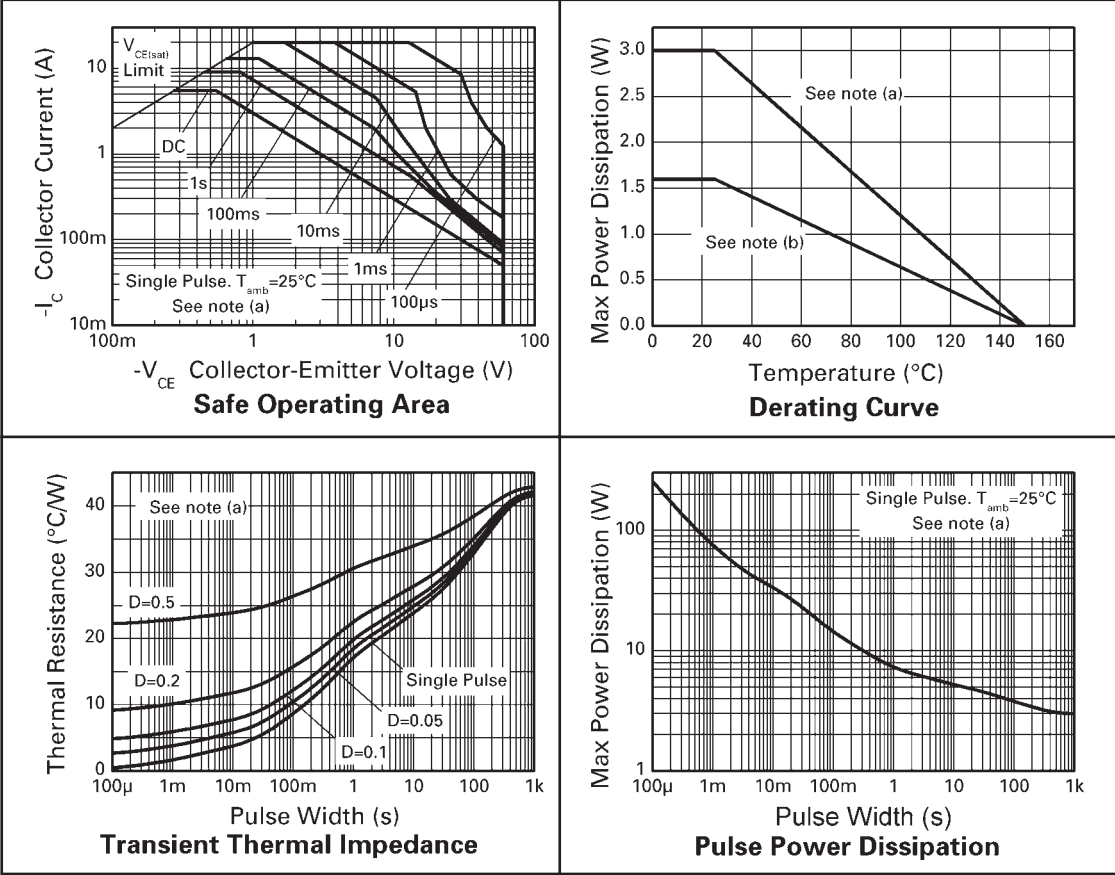 -I_C Collector Current (A)
V_CE(sat)
Limit
10
1
100m
10m
DC
1s
100ms
10ms
1ms
100µs
Single Pulse. T_amb=25°C
See note (a)
100m 1 10 100
-V_CE Collector-Emitter Voltage (V)
Safe Operating Area
Max Power Dissipation (W)
3.0
2.5
2.0
1.5
1.0
0.5
0.0
See note (a)
See note (b)
0 20 40 60 80 100 120 140 160
Temperature (°C)
Derating Curve
Thermal Resistance (°C/W)
40
30
20
10
0
See note (a)
D=0.5
D=0.2
Single Pulse
D=0.05
D=0.1
100µ 1m 10m 100m 1 10 100 1k
Pulse Width (s)
Transient Thermal Impedance
Max Power Dissipation (W)
100
10
1
Single Pulse. T_amb=25°C
See note (a)
100µ 1m 10m 100m 1 10 100 1k
Pulse Width (s)
Pulse Power Dissipation